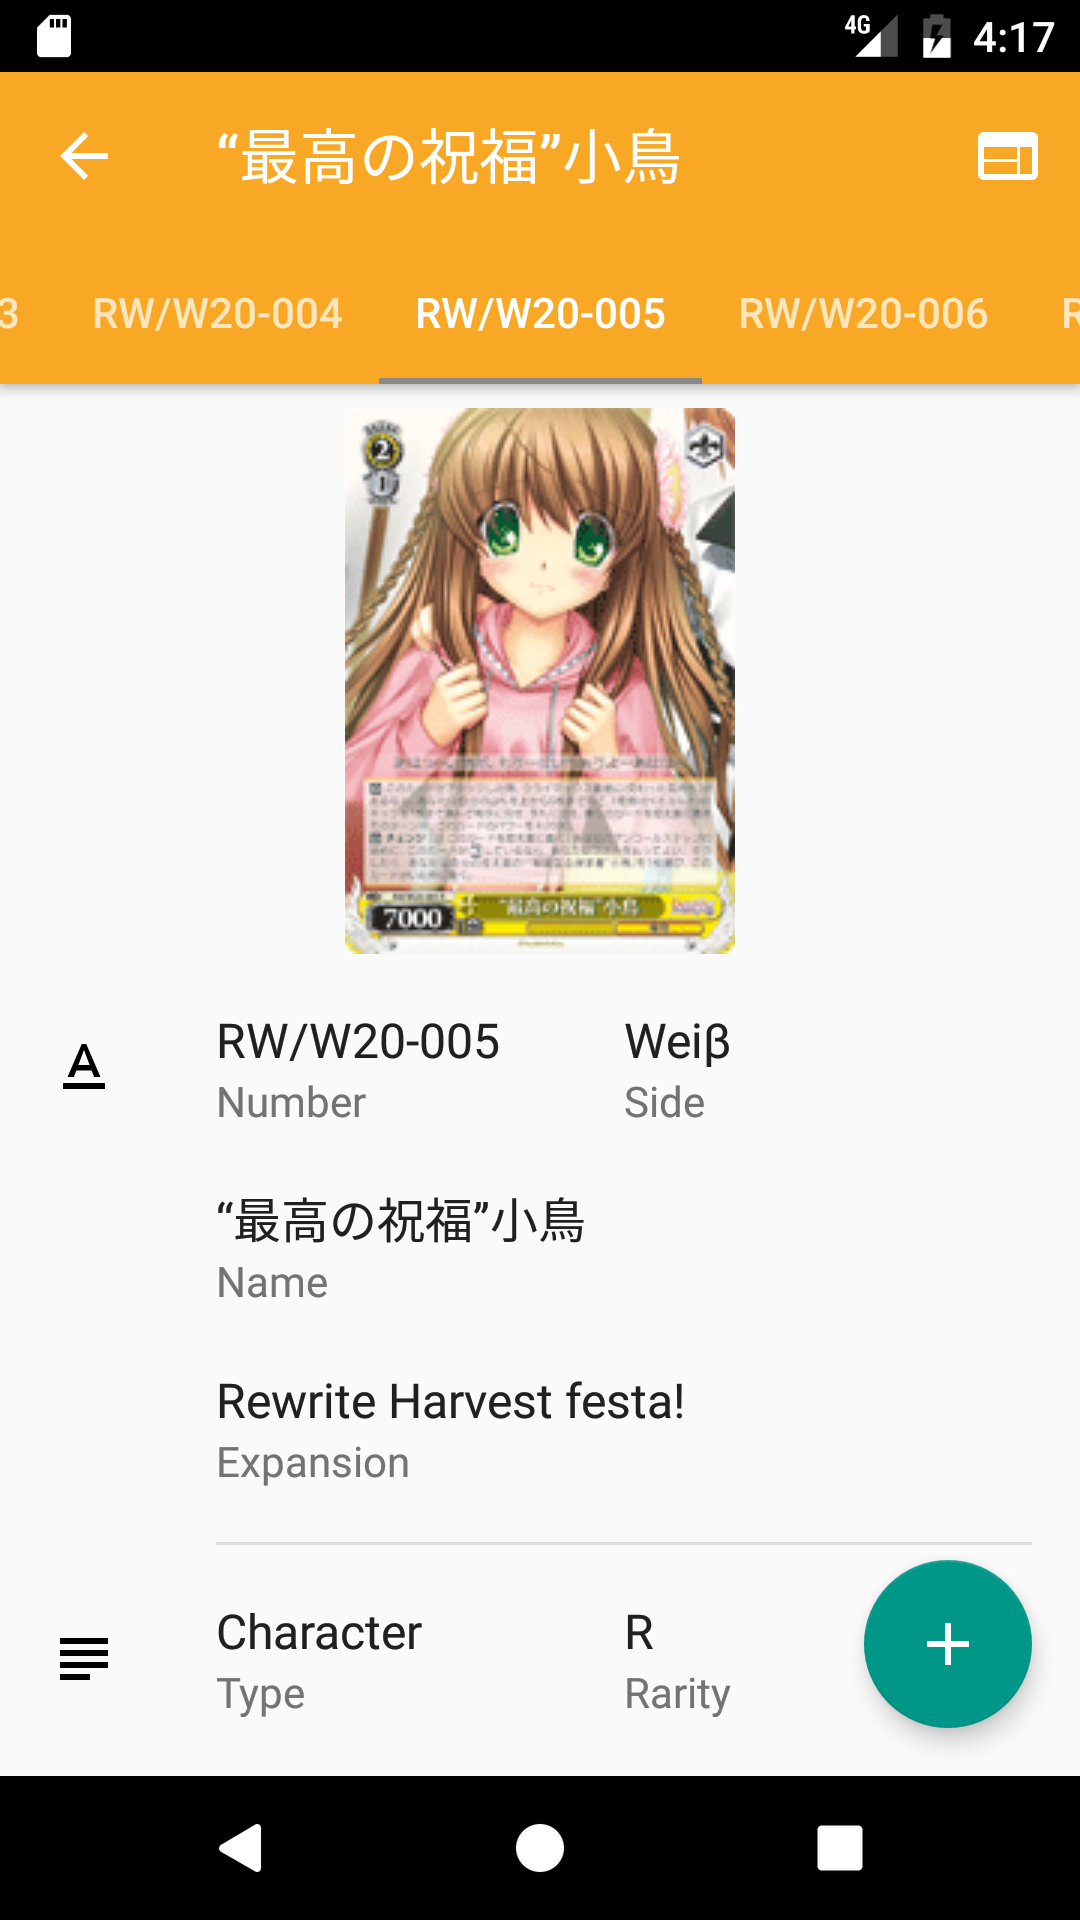 4G 4:17
“最高の祝福”小鳥
3 RW/W20-004 RW/W20-005 RW/W20-006 R
2
1
7000 “最高の祝福”小鳥
RW/W20-005 Weiβ
Number Side
“最高の祝福”小鳥
Name
Rewrite Harvest festa!
Expansion
Character R
Type Rarity